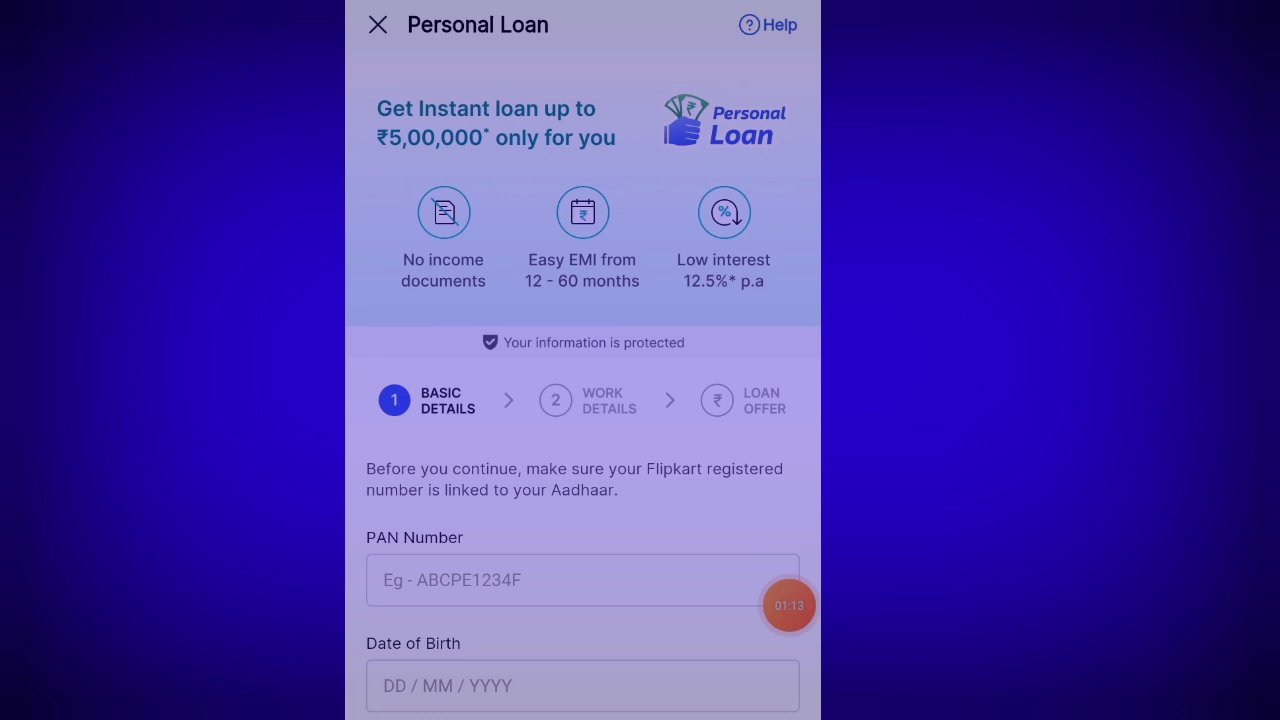 Personal Loan
Help
Get Instant loan up to
₹5,00,000* only for you
Personal
Loan
No income
documents
Easy EMI from
12 - 60 months
Low interest
12.5%* p.a
Your information is protected
1 BASIC
DETAILS
2 WORK
DETAILS
₹ LOAN
OFFER
Before you continue, make sure your Flipkart registered
number is linked to your Aadhaar.
PAN Number
Eg - ABCPE1234F
01:13
Date of Birth
DD / MM / YYYY